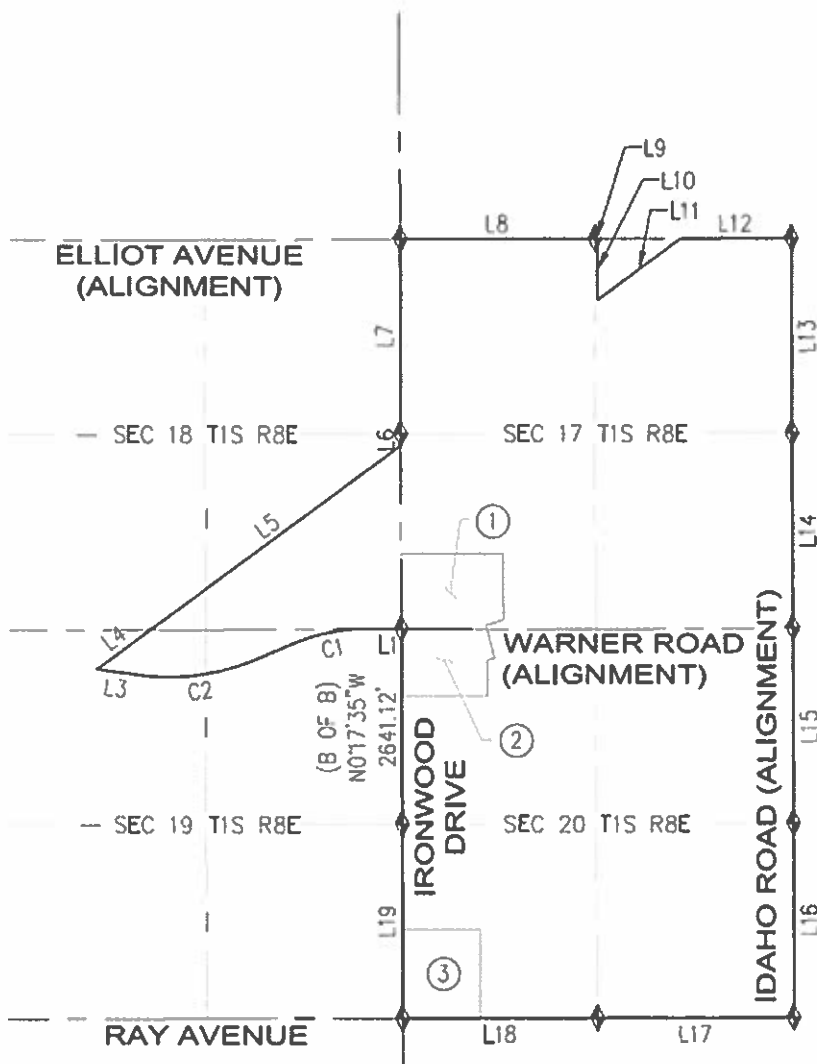 L9
L10
L11
L8
L12
ELLIOT AVENUE
(ALIGNMENT)
L7
L13
SEC 18 T1S R8E
L6
SEC 17 T1S R8E
L5
1
L14
L4
C1
L1
WARNER ROAD
(ALIGNMENT)
L3
C2
(B OF B)
N0°17'35"W
2641.12'
2
L15
IRONWOOD
DRIVE
IDAHO ROAD (ALIGNMENT)
SEC 19 T1S R8E
SEC 20 T1S R8E
L19
L16
3
RAY AVENUE
L18
L17